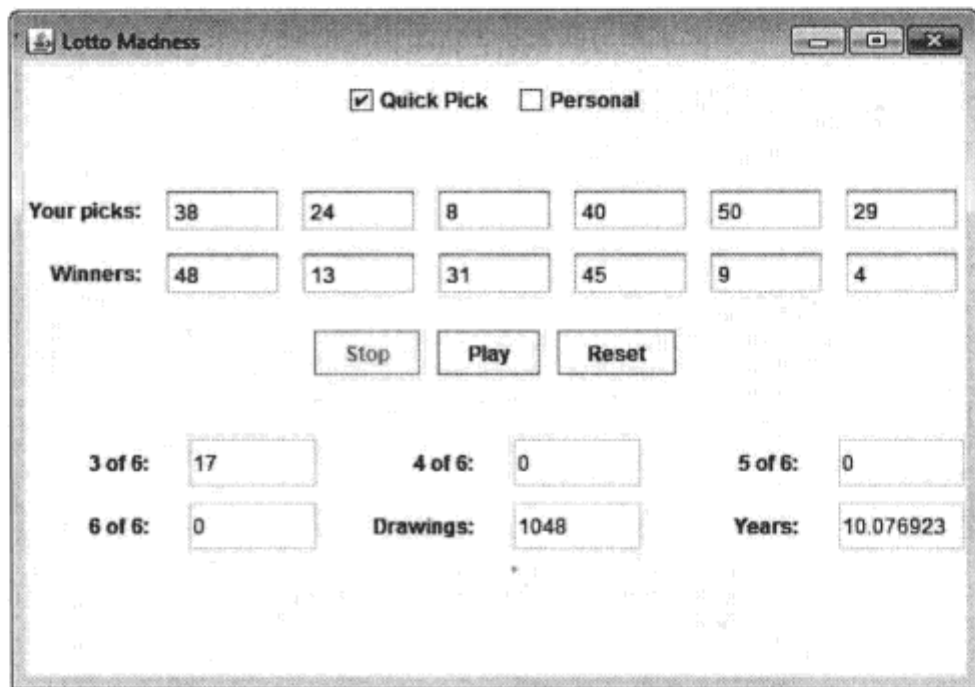 Lotto Madness
Quick Pick Personal
Your picks: 38 24 8 40 50 29
Winners: 48 13 31 45 9 4
Stop Play Reset
3 of 6: 17 4 of 6: 0 5 of 6: 0
6 of 6: 0 Drawings: 1048 Years: 10.076923